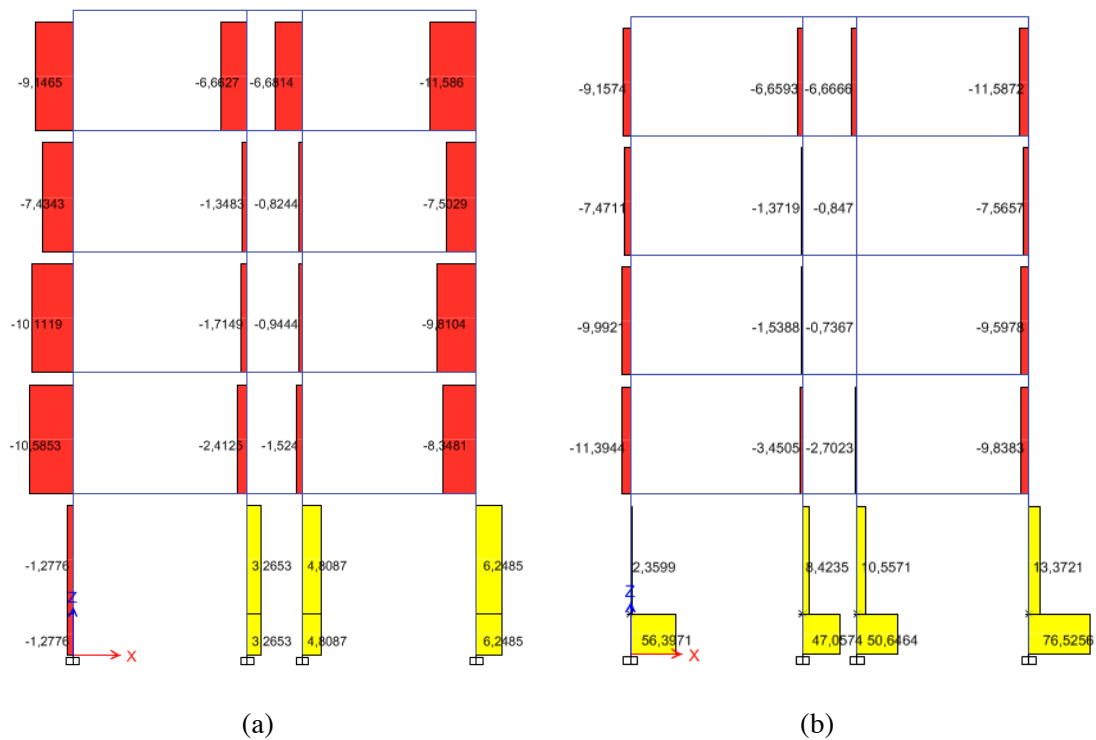 -9,1465 -6,6627 -6,6814 -11,586
-7,4343 -1,3483 -0,8244 -7,5029
-10,1119 -1,7149 -0,9444 -9,8104
-10,5853 -2,4125 -1,524 -8,3481
-1,2776 3,2653 4,8087 6,2485
Z
-1,2776 3,2653 4,8087 6,2485
X
(a)
-9,1574 -6,6593 -6,6666 -11,5872
-7,4711 -1,3719 -0,847 -7,5657
-9,9921 -1,5388 -0,7367 -9,5978
-11,3944 -3,4505 -2,7023 -9,8383
2,3599 8,4235 10,5571 13,3721
Z
56,3971 47,0574 50,6464 76,5256
X
(b)